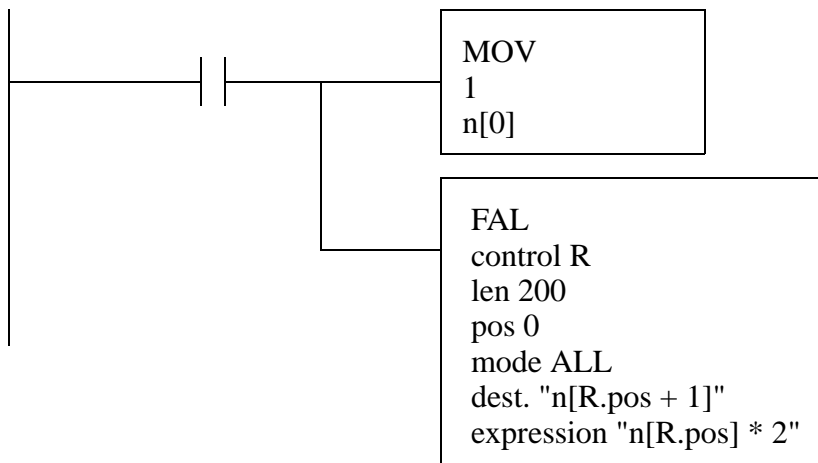 MOV
1
n[0]
FAL
control R
len 200
pos 0
mode ALL
dest. "n[R.pos + 1]"
expression "n[R.pos] * 2"